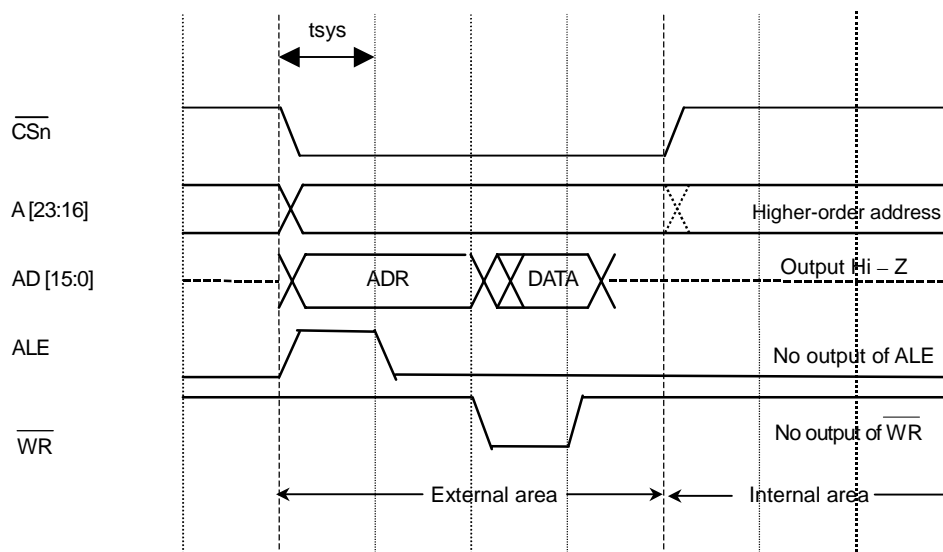 tsys
CSn
A [23:16]
Higher-order address
AD [15:0]
ADR
DATA
Output Hi – Z
ALE
No output of ALE
WR
No output of WR
External area
Internal area